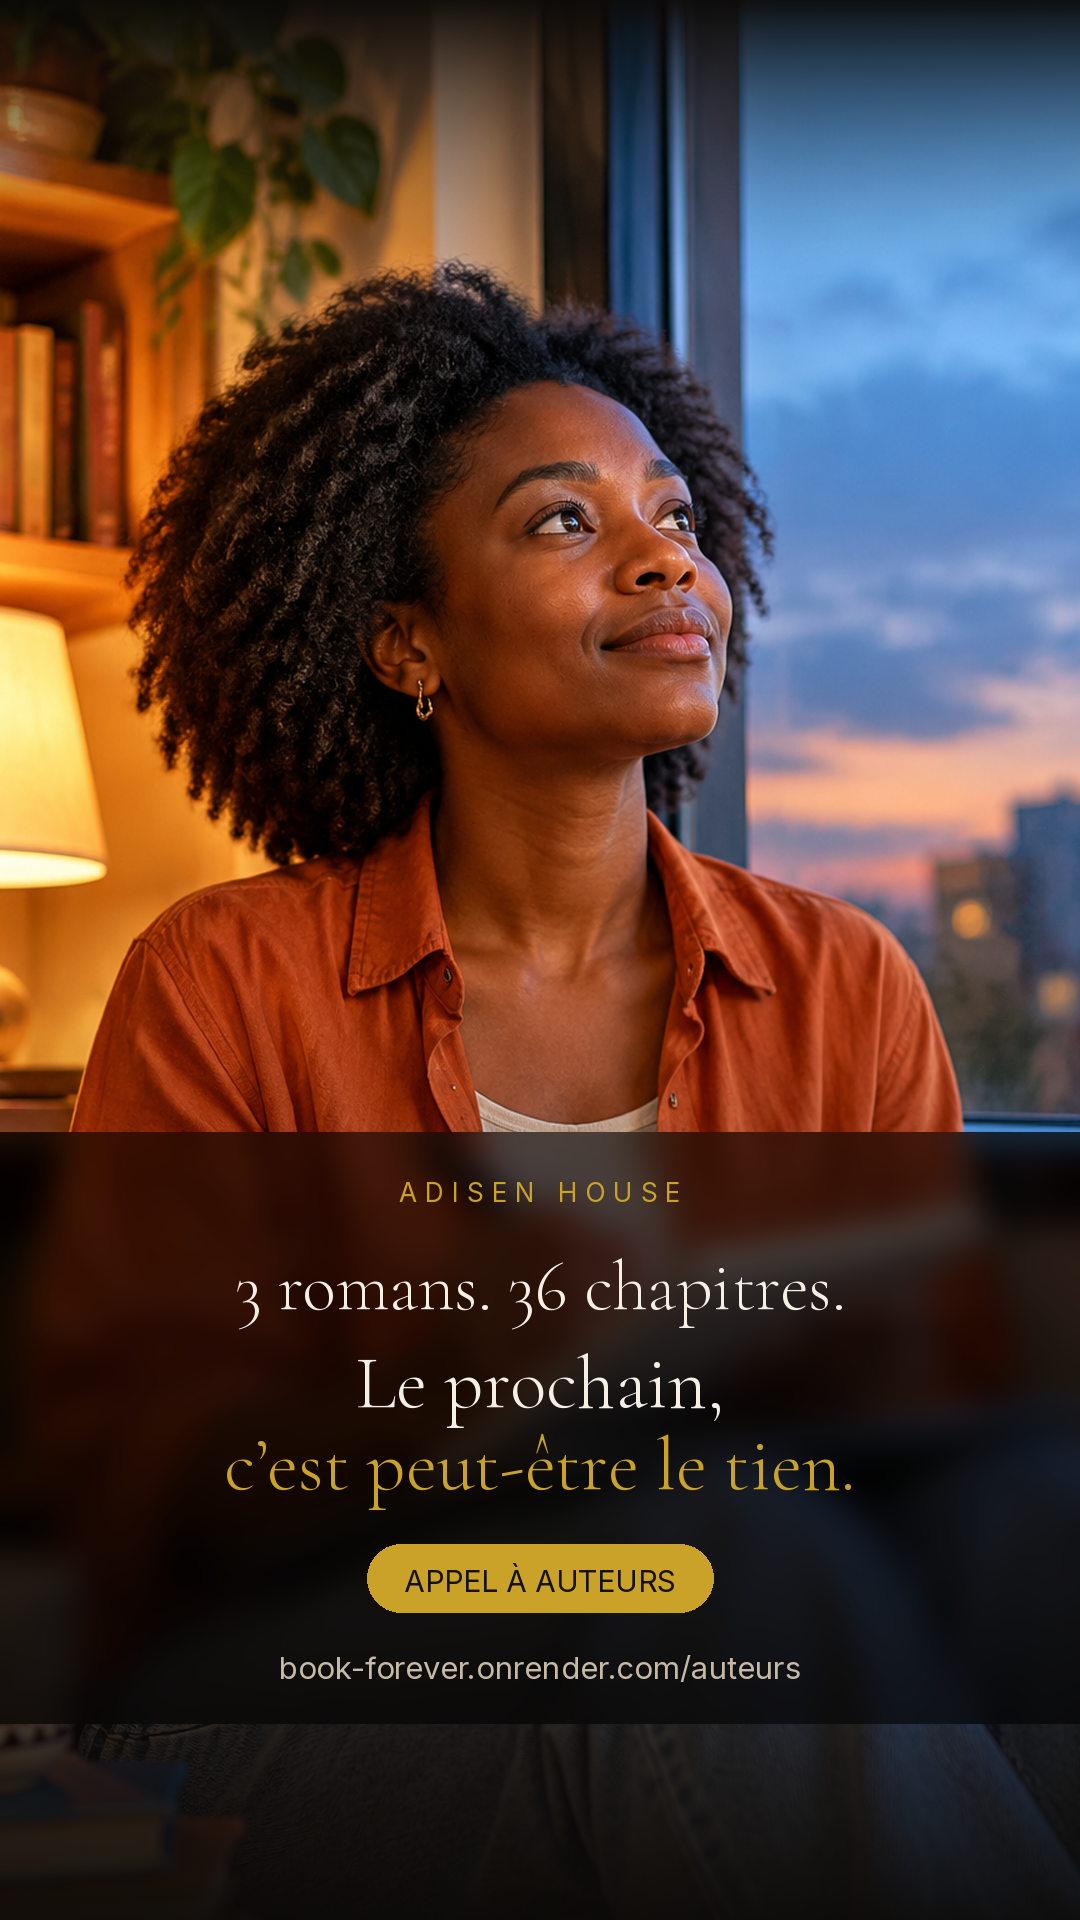 ADISEN HOUSE
3 romans. 36 chapitres.
Le prochain,
c’est peut-être le tien.
APPEL À AUTEURS
book-forever.onrender.com/auteurs